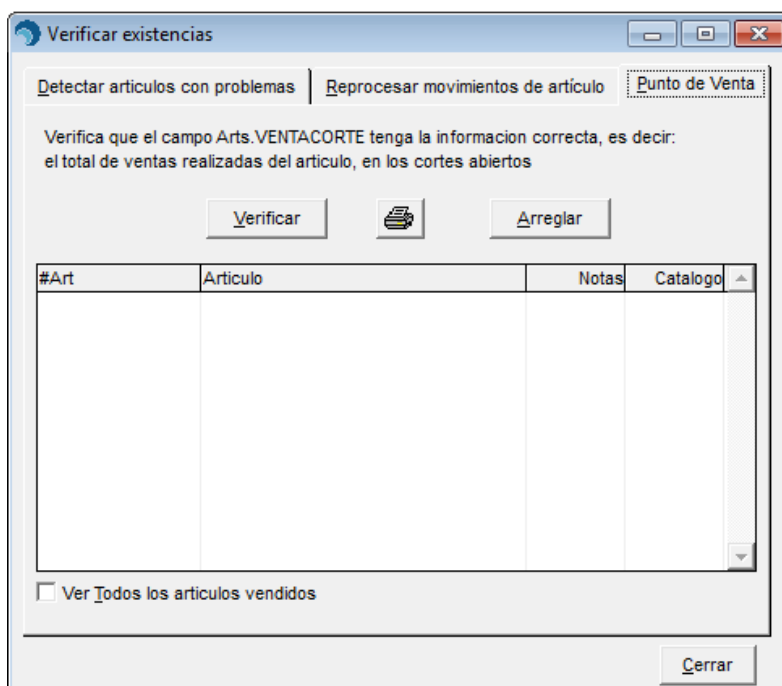 Verificar existencias
Detectar articulos con problemas
Reprocesar movimientos de artículo
Punto de Venta
Verifica que el campo Arts.VENTACORTE tenga la informacion correcta, es decir:
el total de ventas realizadas del articulo, en los cortes abiertos
Verificar
Arreglar
#Art Articulo Notas Catalogo
Ver Todos los articulos vendidos
Cerrar